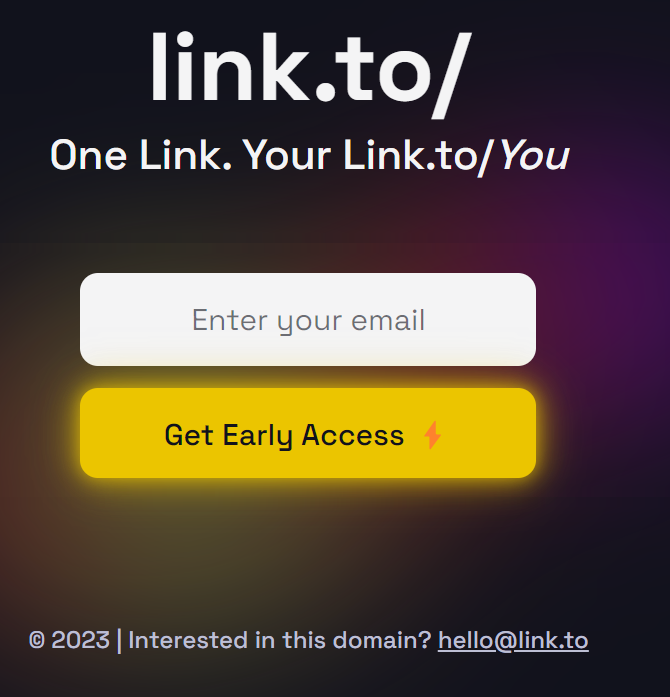 link.to/
One Link. Your Link.to/You
Enter your email
Get Early Access ⚡
© 2023 | Interested in this domain? hello@link.to